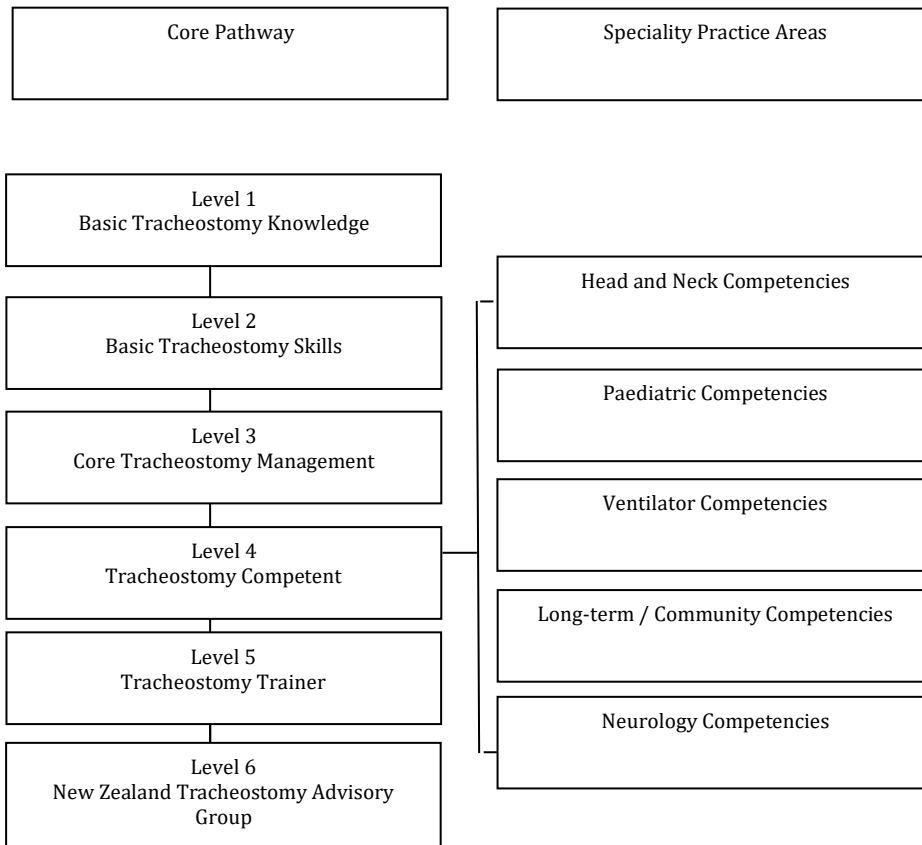 Core Pathway
Speciality Practice Areas
Level 1
Basic Tracheostomy Knowledge
Level 2
Basic Tracheostomy Skills
Level 3
Core Tracheostomy Management
Level 4
Tracheostomy Competent
Level 5
Tracheostomy Trainer
Level 6
New Zealand Tracheostomy Advisory
Group
Head and Neck Competencies
Paediatric Competencies
Ventilator Competencies
Long-term / Community Competencies
Neurology Competencies